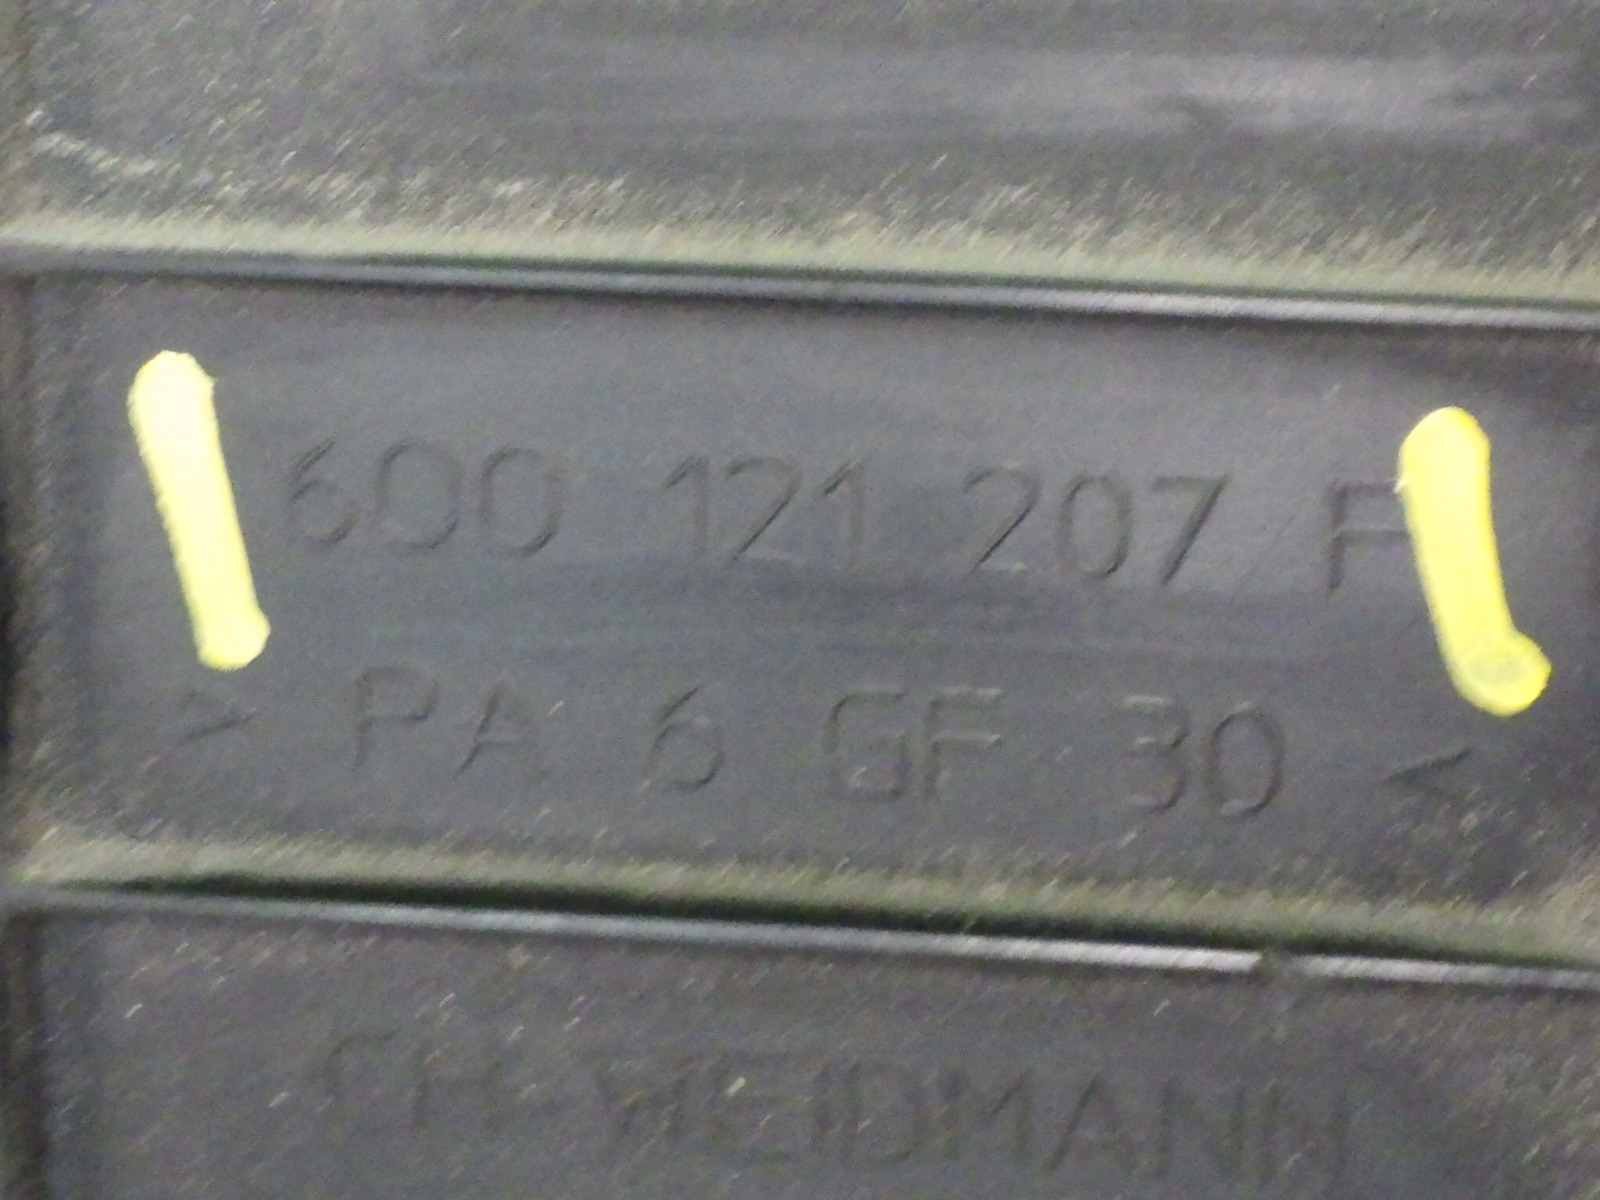 6Q0 121 207 F
> PA 6 GF 30 <
CH-WEIDMANN